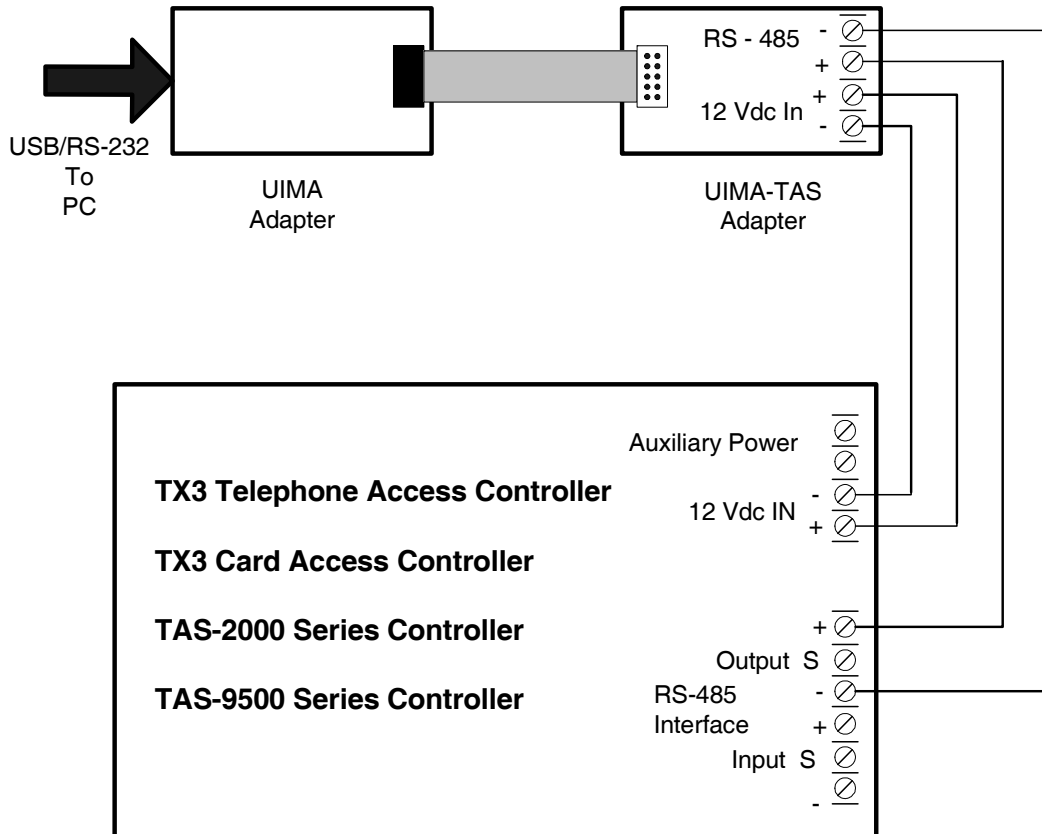 RS - 485 -
+
12 Vdc In +
-
USB/RS-232
To
PC
UIMA
Adapter
UIMA-TAS
Adapter
Auxiliary Power
TX3 Telephone Access Controller
-
12 Vdc IN
+
TX3 Card Access Controller
TAS-2000 Series Controller
+
Output S
TAS-9500 Series Controller
RS-485 -
Interface +
Input S
-